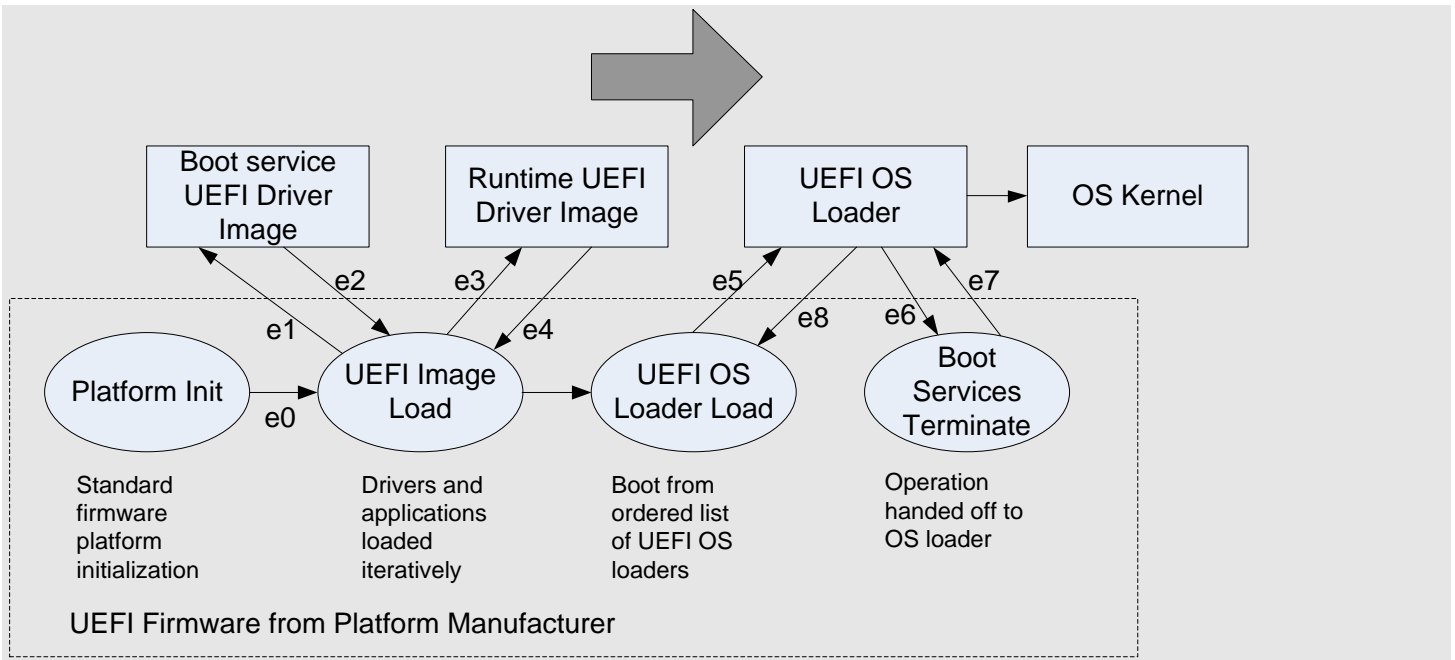 Boot service
UEFI Driver
Image
Runtime UEFI
Driver Image
UEFI OS
Loader
OS Kernel
e1
e2
e3
e4
e5
e8
e6
e7
Platform Init
e0
UEFI Image
Load
UEFI OS
Loader Load
Boot
Services
Terminate
Standard
firmware
platform
initialization
Drivers and
applications
loaded
iteratively
Boot from
ordered list
of UEFI OS
loaders
Operation
handed off to
OS loader
UEFI Firmware from Platform Manufacturer